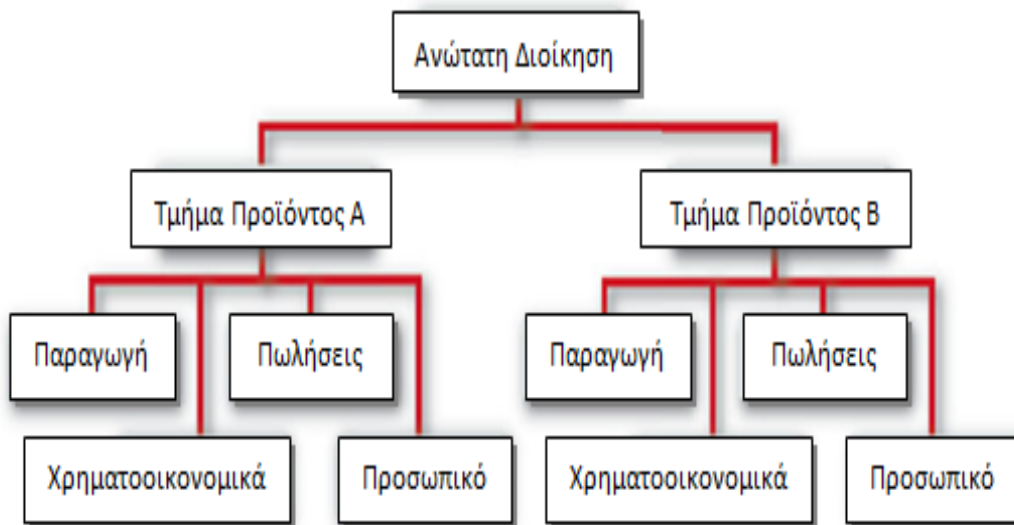 Ανώτατη Διοίκηση
Τμήμα Προϊόντος Α
Τμήμα Προϊόντος Β
Παραγωγή
Πωλήσεις
Παραγωγή
Πωλήσεις
Χρηματοοικονομικά
Προσωπικό
Χρηματοοικονομικά
Προσωπικό